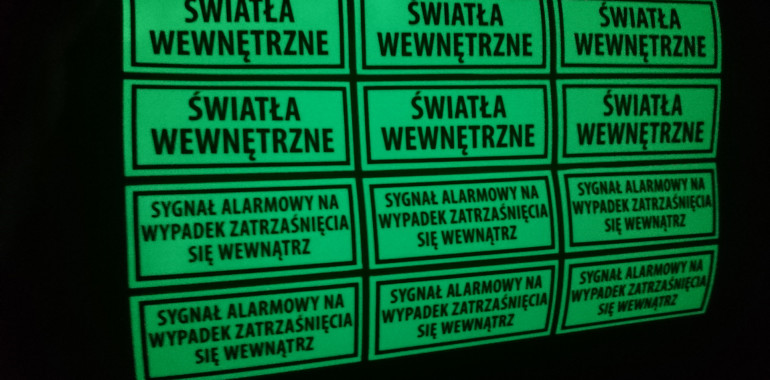 ŚWIATŁA
WEWNĘTRZNE
ŚWIATŁA
WEWNĘTRZNE
ŚWIATŁA
WEWNĘTRZNE
ŚWIATŁA
WEWNĘTRZNE
ŚWIATŁA
WEWNĘTRZNE
ŚWIATŁA
WEWNĘTRZNE
SYGNAŁ ALARMOWY NA
WYPADEK ZATRZAŚNIĘCIA
SIĘ WEWNĄTRZ
SYGNAŁ ALARMOWY NA
WYPADEK ZATRZAŚNIĘCIA
SIĘ WEWNĄTRZ
SYGNAŁ ALARMOWY NA
WYPADEK ZATRZAŚNIĘCIA
SIĘ WEWNĄTRZ
SYGNAŁ ALARMOWY NA
WYPADEK ZATRZAŚNIĘCIA
SIĘ WEWNĄTRZ
SYGNAŁ ALARMOWY NA
WYPADEK ZATRZAŚNIĘCIA
SIĘ WEWNĄTRZ
SYGNAŁ ALARMOWY NA
WYPADEK ZATRZAŚNIĘCIA
SIĘ WEWNĄTRZ